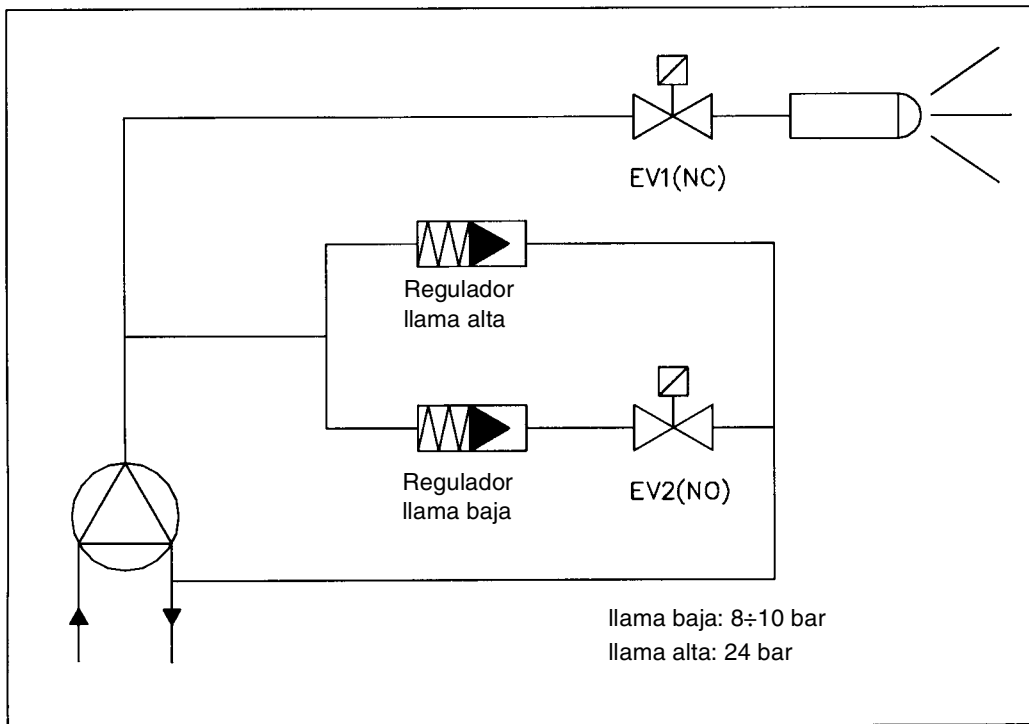 EV1(NC)
Regulador
llama alta
Regulador
llama baja
EV2(NO)
llama baja: 8÷10 bar
llama alta: 24 bar